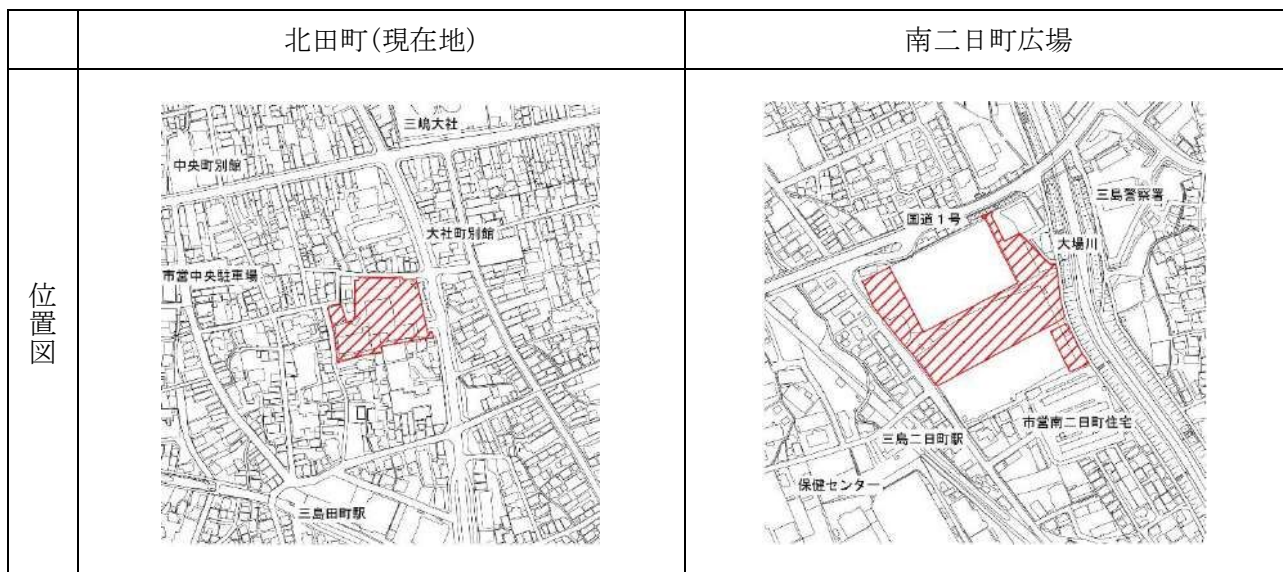 北田町(現在地)
南二日町広場
位置図
三嶋大社
中央町別館
大社町別館
市営中央駐車場
三島田町駅
三島警察署
国道1号
大場川
市営南二日町住宅
三島二日町駅
保健センター